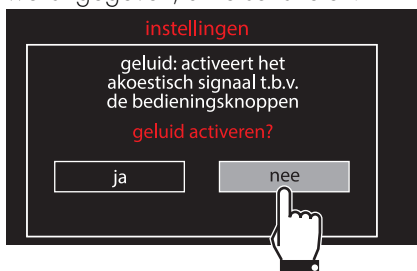 instellingen
geluid: activeert het
akoestisch signaal t.b.v.
de bedieningsknoppen
geluid activeren?
ja
nee